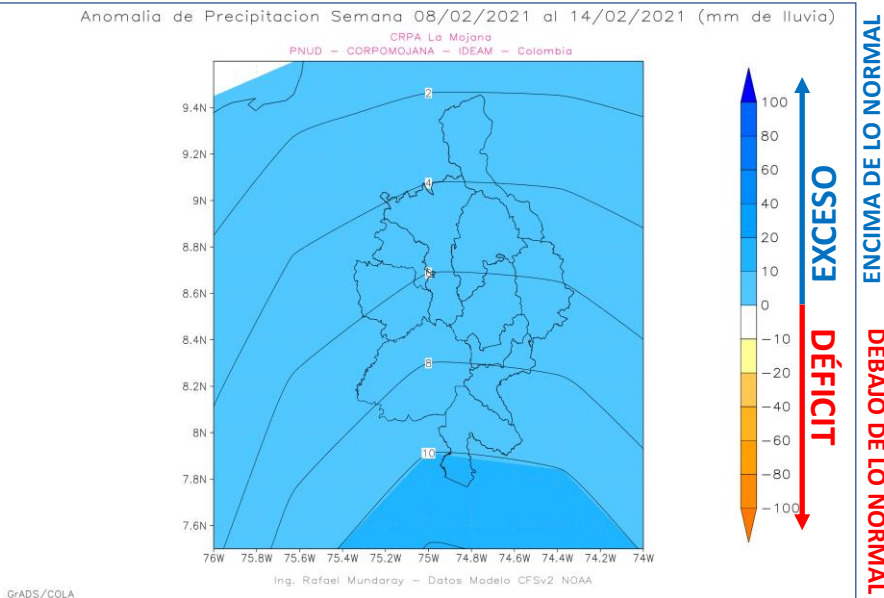 Anomalia de Precipitacion Semana 08/02/2021 al 14/02/2021 (mm de lluvia)
CRPA La Mojana
PNUD – CORPOMOJANA – IDEAM – Colombia
9.4N
9.2N
9N
8.8N
8.6N
8.4N
8.2N
8N
7.8N
7.6N
2
4
8
10
76W 75.8W 75.6W 75.4W 75.2W 75W 74.8W 74.6W 74.4W 74.2W 74W
100
80
60
40
20
10
0
−10
−20
−40
−60
−80
−100
EXCESO
DÉFICIT
ENCIMA DE LO NORMAL
DEBAJO DE LO NORMAL
Ing. Rafael Mundaray – Datos Modelo CFSv2 NOAA
GrADS/COLA